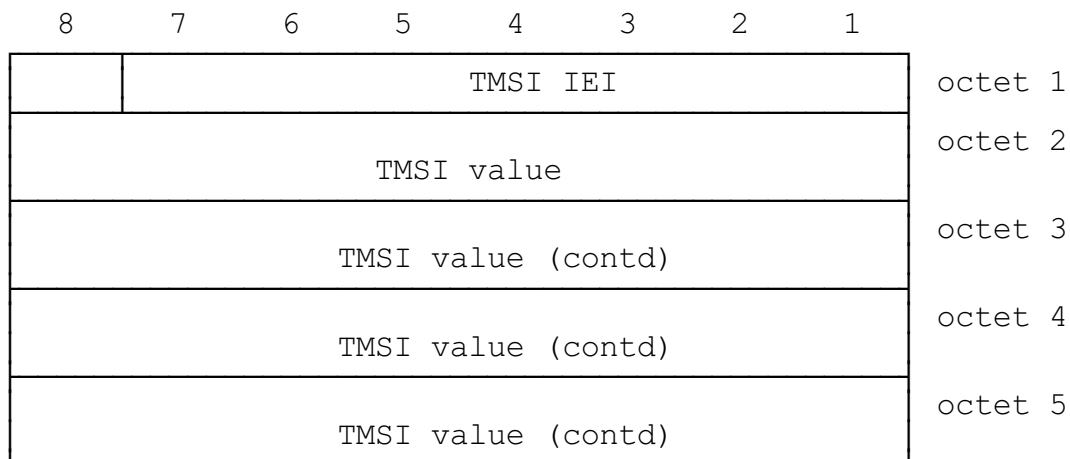 8 7 6 5 4 3 2 1
TMSI IEI octet 1
octet 2
TMSI value
octet 3
TMSI value (contd)
octet 4
TMSI value (contd)
octet 5
TMSI value (contd)